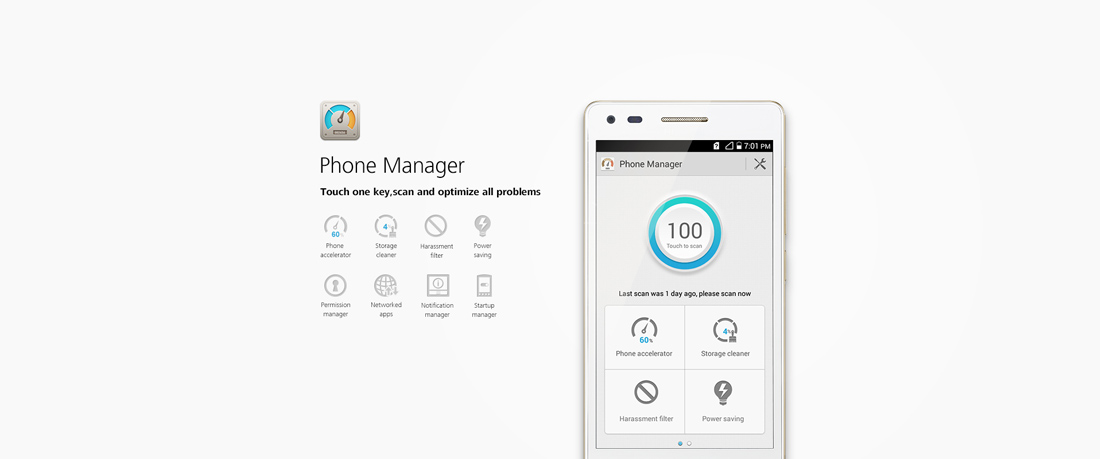 Phone Manager
Touch one key,scan and optimize all problems
60%
Phone
accelerator
4%
Storage
cleaner
Harassment
filter
Power
saving
Permission
manager
Networked
apps
Notification
manager
Startup
manager
7:01 PM
Phone Manager
100
Touch to scan
Last scan was 1 day ago, please scan now
60%
Phone accelerator
4%
Storage cleaner
Harassment filter
Power saving